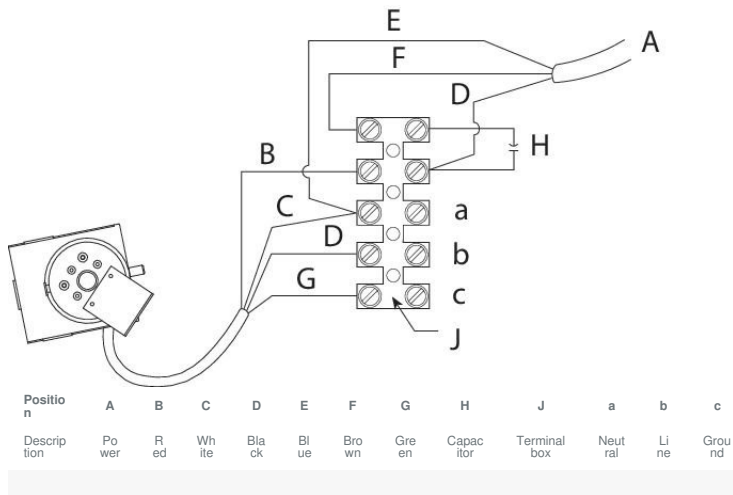 E
A
F
D
B
H
C
a
D
b
G
c
J
Positio
n A B C D E F G H J a b c
Descrip
tion Po
wer R
ed Wh
ite Bla
ck Bl
ue Bro
wn Gre
en Capac
itor Terminal
box Neut
ral Li
ne Grou
nd